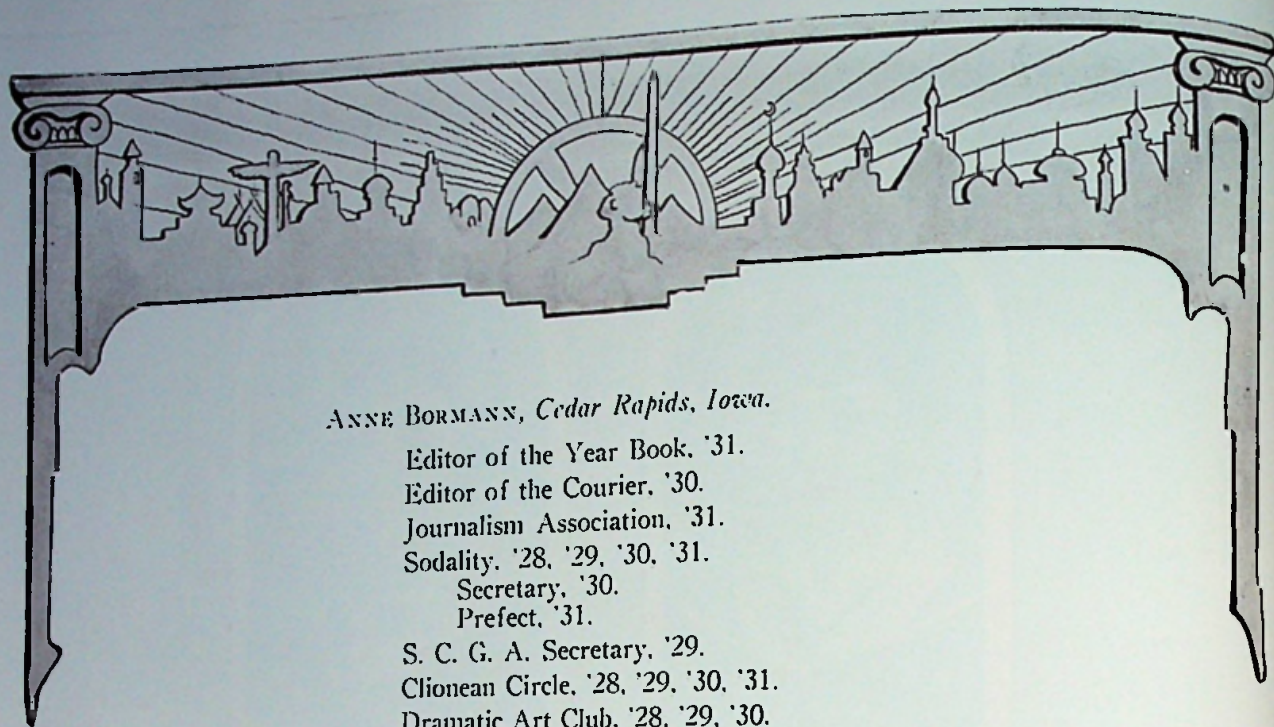 ANNE BORMANN, Cedar Rapids, Iowa.
Editor of the Year Book, '31.
Editor of the Courier, '30.
Journalism Association, '31.
Sodality, '28, '29, '30, '31.
Secretary, '30.
Prefect, '31.
S. C. G. A. Secretary, '29.
Clionean Circle, '28, '29, '30, '31.
Dramatic Art Club, '28, '29, '30.